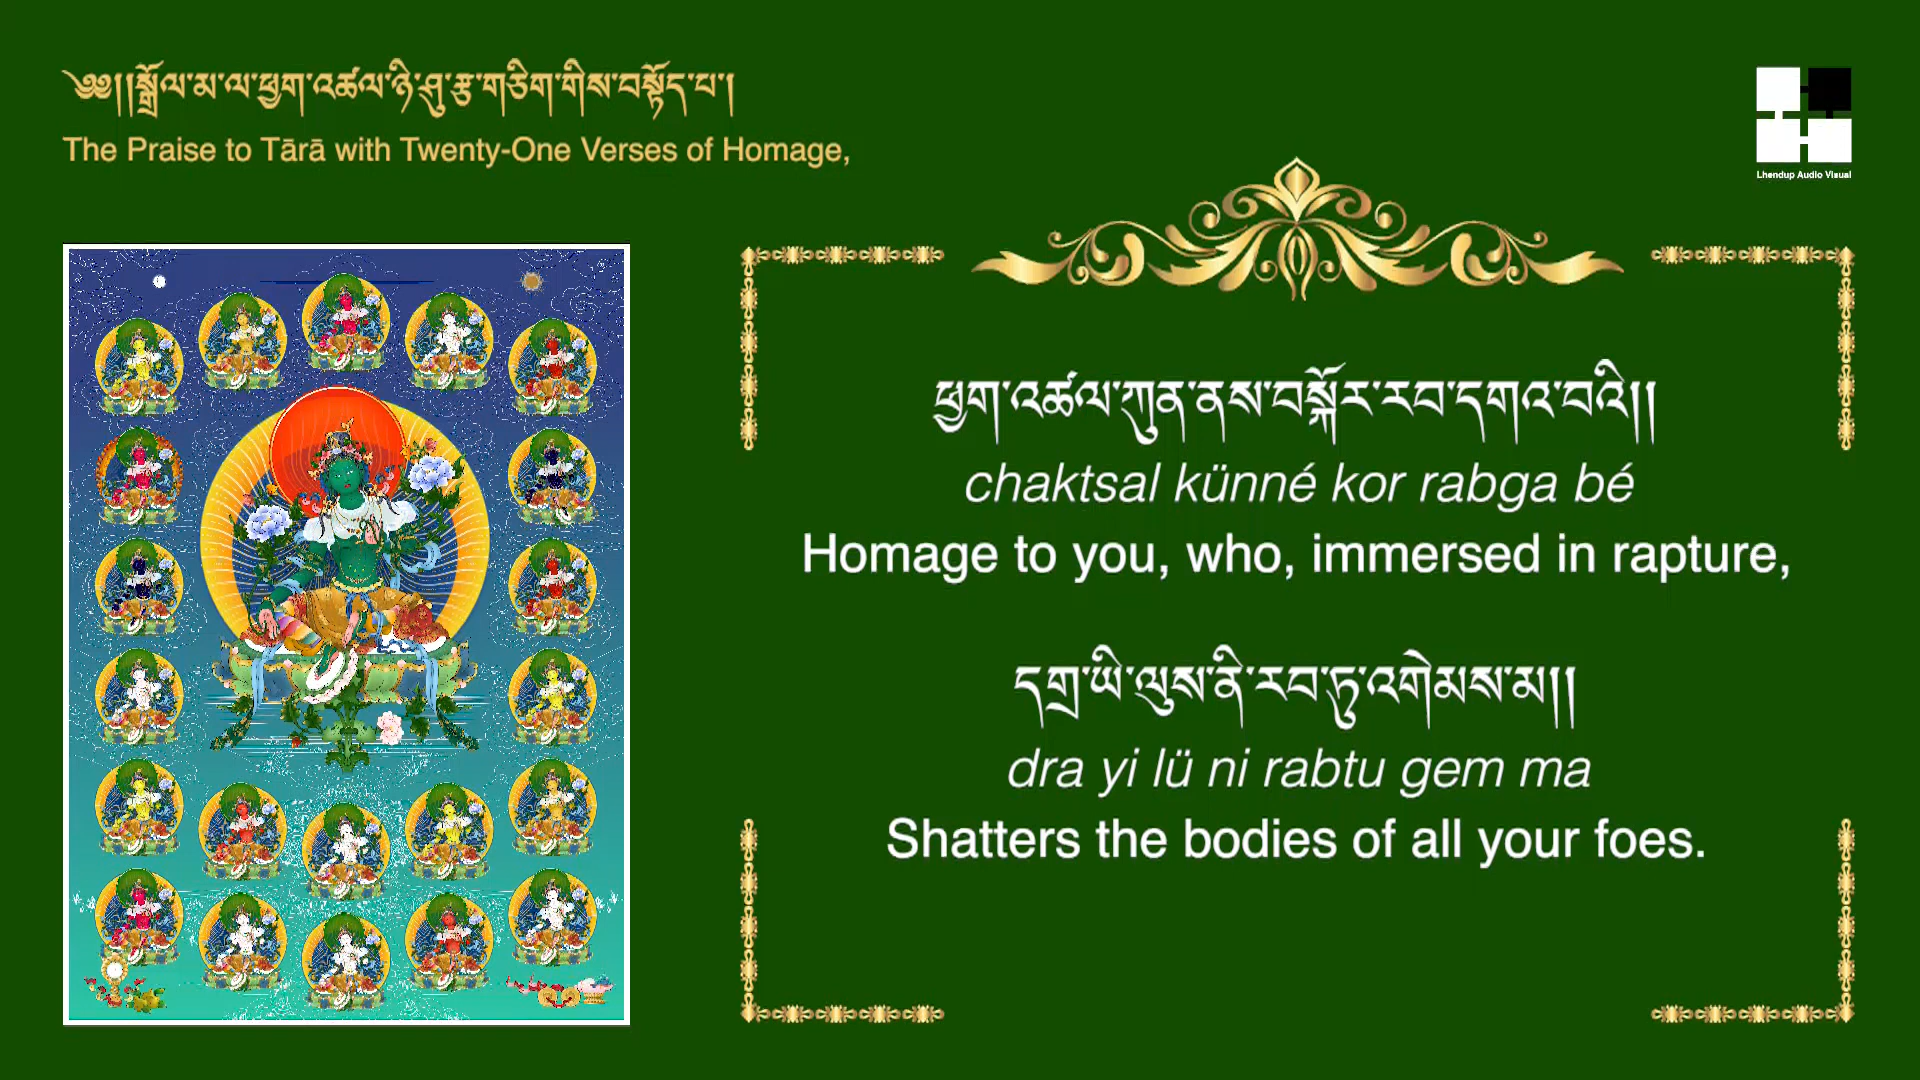 ༄༅།།སྒྲོལ་མ་ལ་ཕྱག་འཚལ་ཉི་ཤུ་རྩ་གཅིག་གིས་བསྟོད་པ་།
The Praise to Tārā with Twenty-One Verses of Homage,
Lhendup Audio Visual
ཕྱག་འཚལ་ཀུན་ནས་བསྐོར་རབ་དགའ་བའི།།
chaktsal künné kor rabga bé
Homage to you, who, immersed in rapture,
དགྲ་ཡི་ལུས་ནི་རབ་ཏུ་འགེམས་མ།།
dra yi lü ni rabtu gem ma
Shatters the bodies of all your foes.